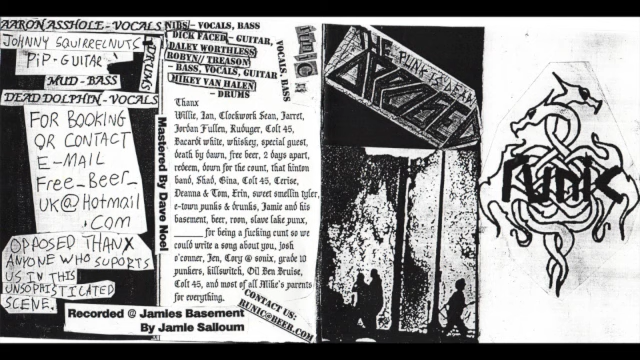 AARON ASSHOLE - VOCALS
JOHNNY SQUIRRELNUTS
DRUMS
PiP - GUITAR
MUD - BASS
DEAD DOLPHIN - VOCALS
FOR BOOKING
OR CONTACT
E-MAIL
Free_Beer_
UK@Hotmail
.COM
OPPOSED THANX
ANYONE WHO SUPORTS
US IN THIS
UNSOPHISTICATED
SCENE.
Mastered By Dave Noel
NIBS - VOCALS, BASS
DICK FACER - GUITAR,
VOCALS, BASS
DALEY WORTHLESS
ROBYN// TREASON
- BASS, VOCALS, GUITAR
MIKEY VAN HALEN
- DRUMS
Thanx
Willie, Ian, Clockwork Sean, Jarret,
Jordan Fullen, Ruduger, Colt 45,
Bacardi white, whiskey, special guest,
death by dawn, free beer, 2 days apart,
redeem, down for the count, that hinton
band, Shad, Gina, Colt 45, Cerise,
Deanna & Tom, Erin, sweet smellin tyler,
e-town punks & drunks, Jamie and his
basement, beer, rom, slave lake punx,
______ for being a fucking cunt so we
could write a song about you, Josh
o'conner, Jen, Cory @ sonix, grade 10
punkers, killswitch, Oil Ben Bruise,
Colt 45, and most of all Mike's parents
for everything.
CONTACT US:
RUNIC@BEER.COM
Recorded @ Jamies Basement
By Jamie Salloum
THE PUNK IS DEAD
OPPOSED
RUNIC